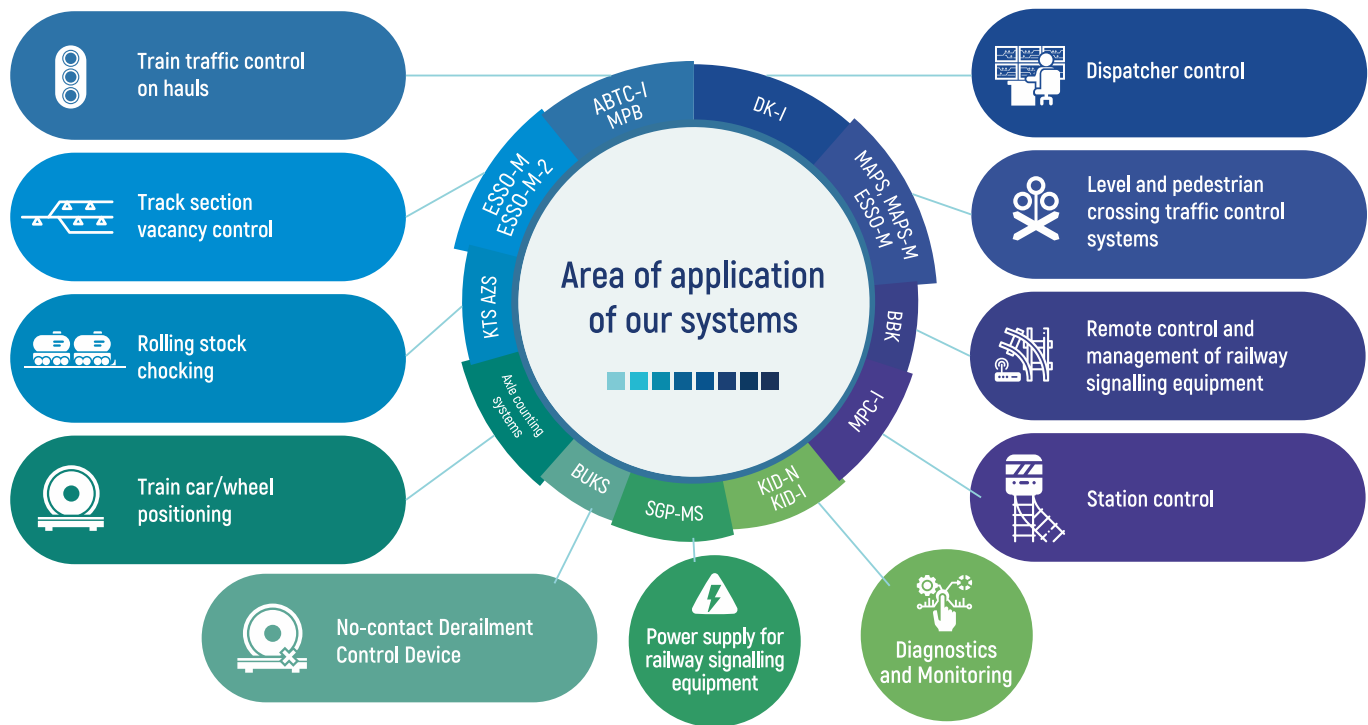 Train traffic control
on hauls
Track section
vacancy control
Rolling stock
chocking
Train car/wheel
positioning
No-contact Derailment
Control Device
Power supply for
railway signalling
equipment
Diagnostics
and Monitoring
Dispatcher control
Level and pedestrian
crossing traffic control
systems
Remote control and
management of railway
signalling equipment
Station control
ABTC-I
MPB
DK-I
MAPS, MAPS-M
ESSO-M
BBK
MPC-I
KID-N
KID-I
SGP-MS
BUKS
Axle counting
systems
KTS AZS
ESSO-M
ESSO-M-2
Area of application
of our systems